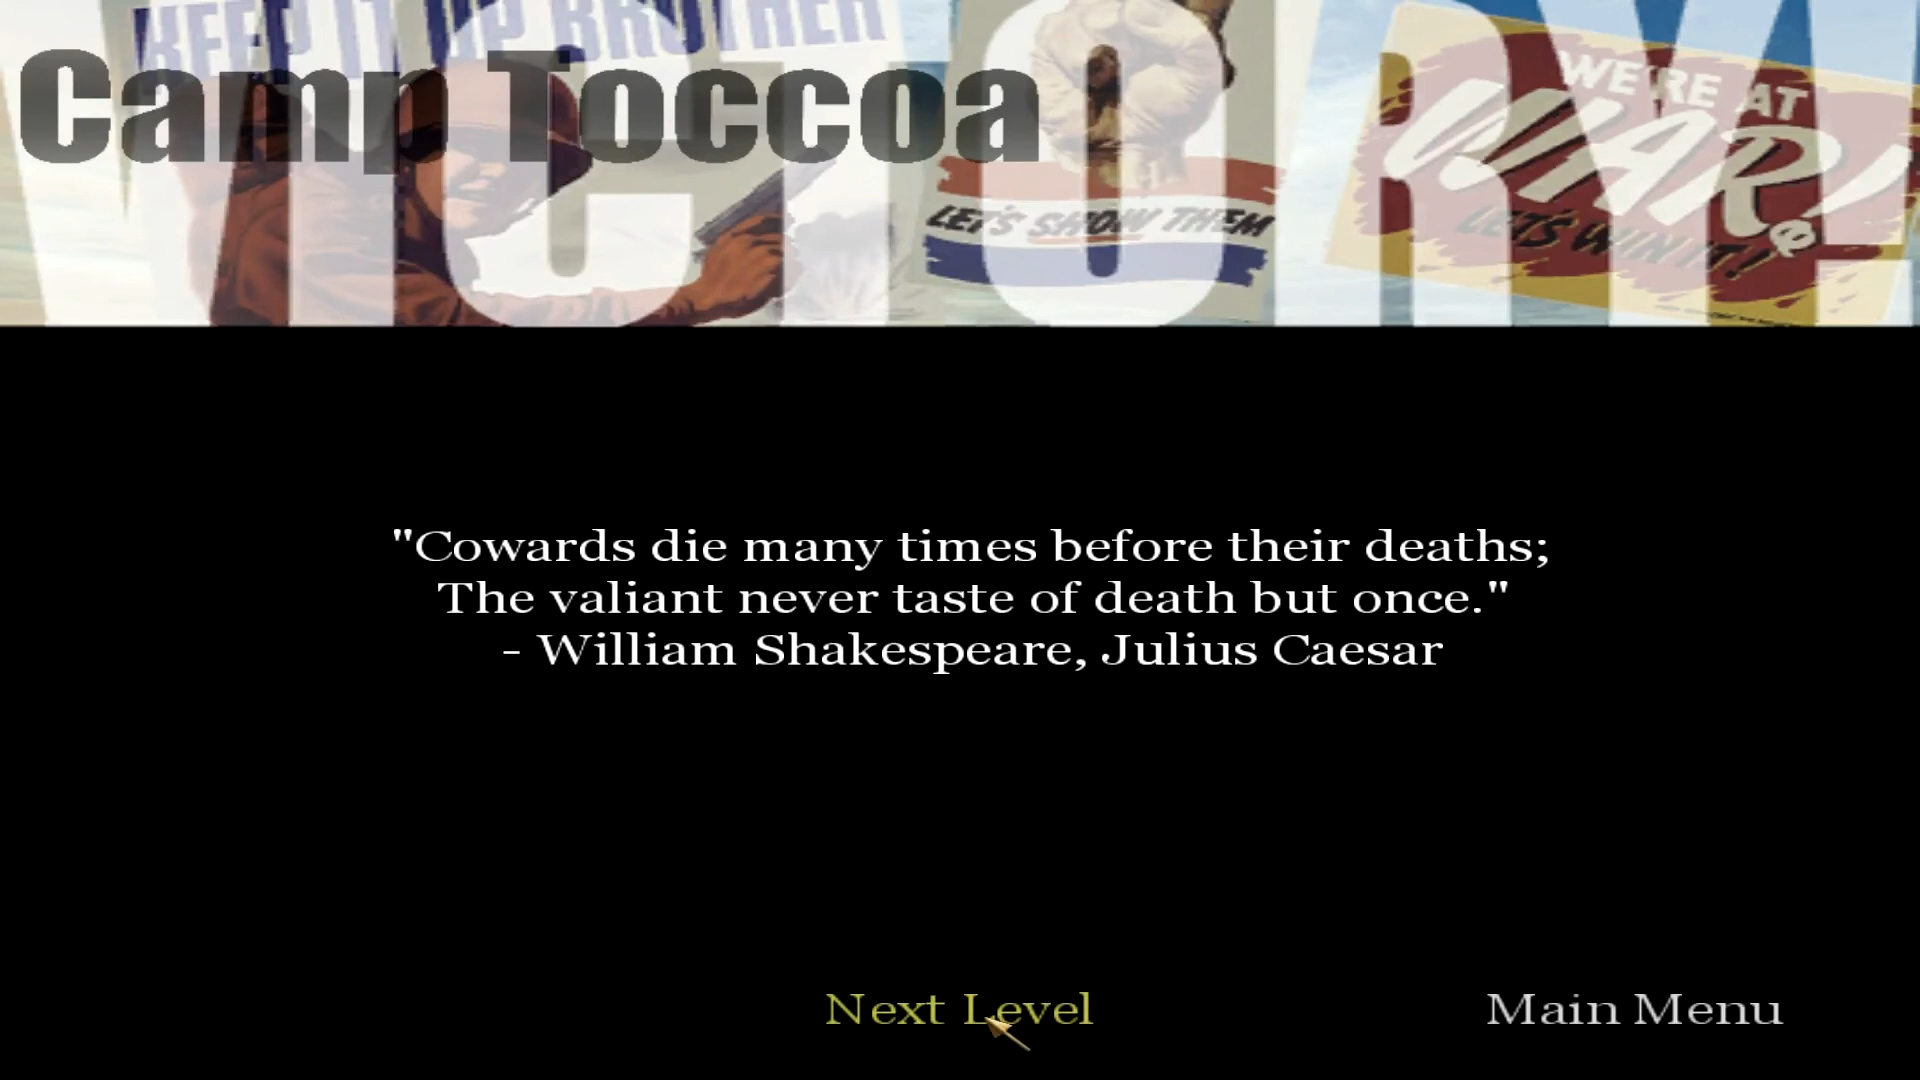 KEEP IT UP BROTHER
VICTORY
Camp Toccoa
WE'RE AT
WAR!
LET'S SHOW THEM
LET'S WIN IT!
"Cowards die many times before their deaths;
The valiant never taste of death but once."
- William Shakespeare, Julius Caesar
Next Level
Main Menu